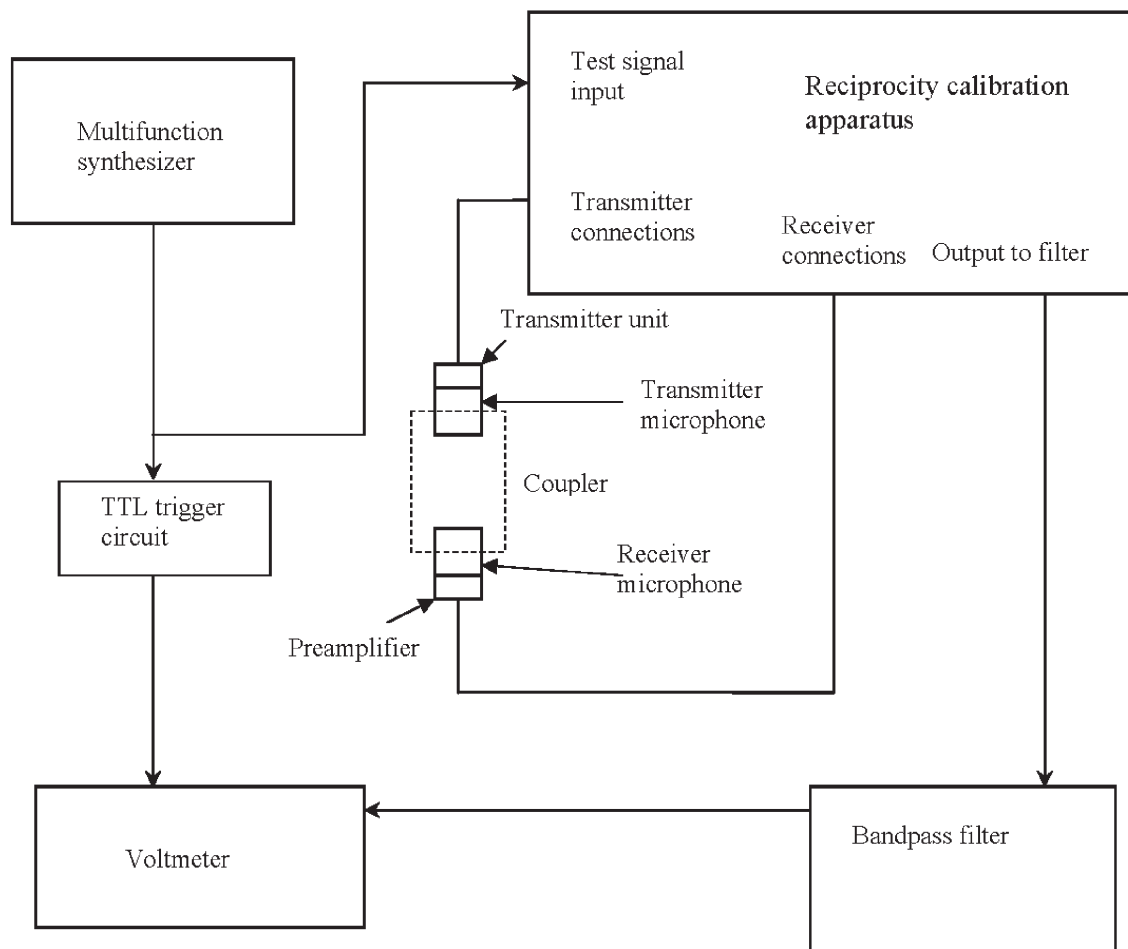 Multifunction
synthesizer
Test signal
input
Reciprocity calibration
apparatus
Transmitter
connections
Receiver
connections
Output to filter
Transmitter unit
Transmitter
microphone
Coupler
TTL trigger
circuit
Receiver
microphone
Preamplifier
Voltmeter
Bandpass filter